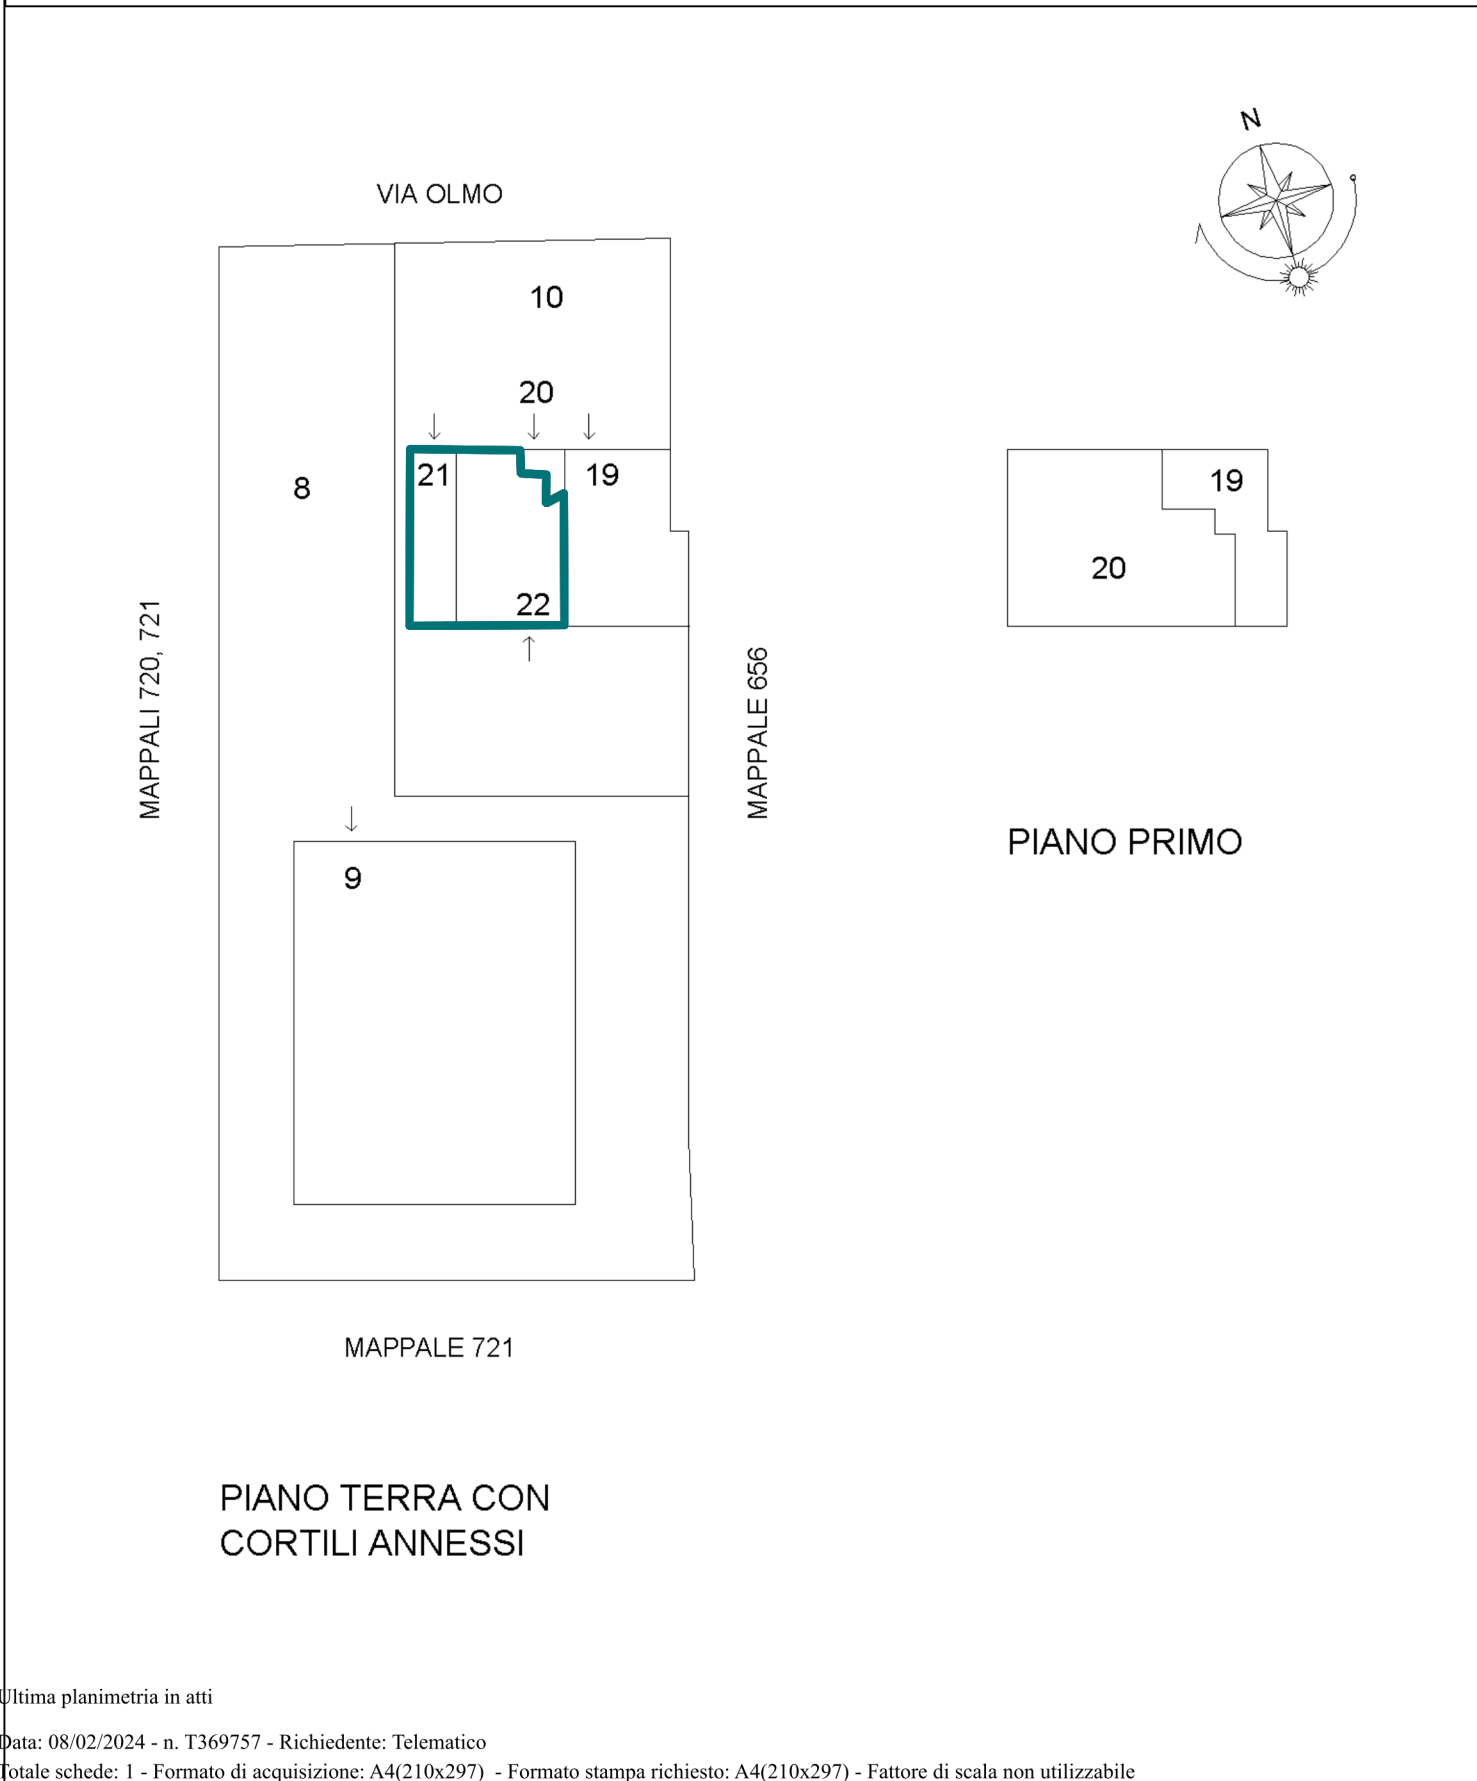 N
VIA OLMO
10
20
21
19
8
22
19
20
MAPPALI 720, 721
MAPPALE 656
PIANO PRIMO
9
MAPPALE 721
PIANO TERRA CON
CORTILI ANNESSI
Ultima planimetria in atti
Data: 08/02/2024 - n. T369757 - Richiedente: Telematico
Totale schede: 1 - Formato di acquisizione: A4(210x297) - Formato stampa richiesto: A4(210x297) - Fattore di scala non utilizzabile